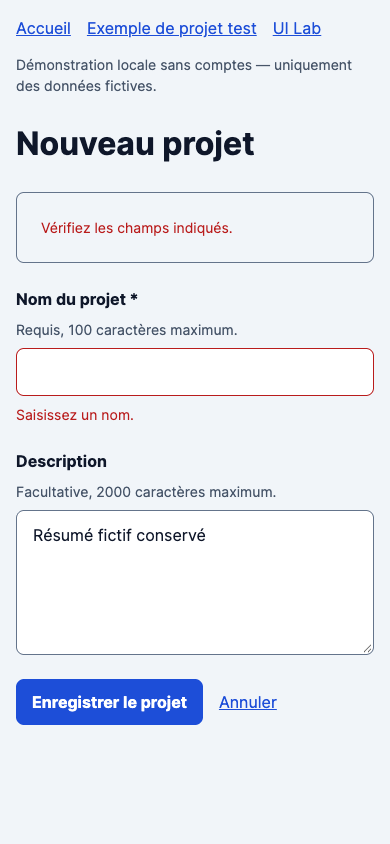 Accueil Exemple de projet test UI Lab
Démonstration locale sans comptes — uniquement
des données fictives.
Nouveau projet
Vérifiez les champs indiqués.
Nom du projet *
Requis, 100 caractères maximum.
Saisissez un nom.
Description
Facultative, 2000 caractères maximum.
Résumé fictif conservé
Enregistrer le projet Annuler